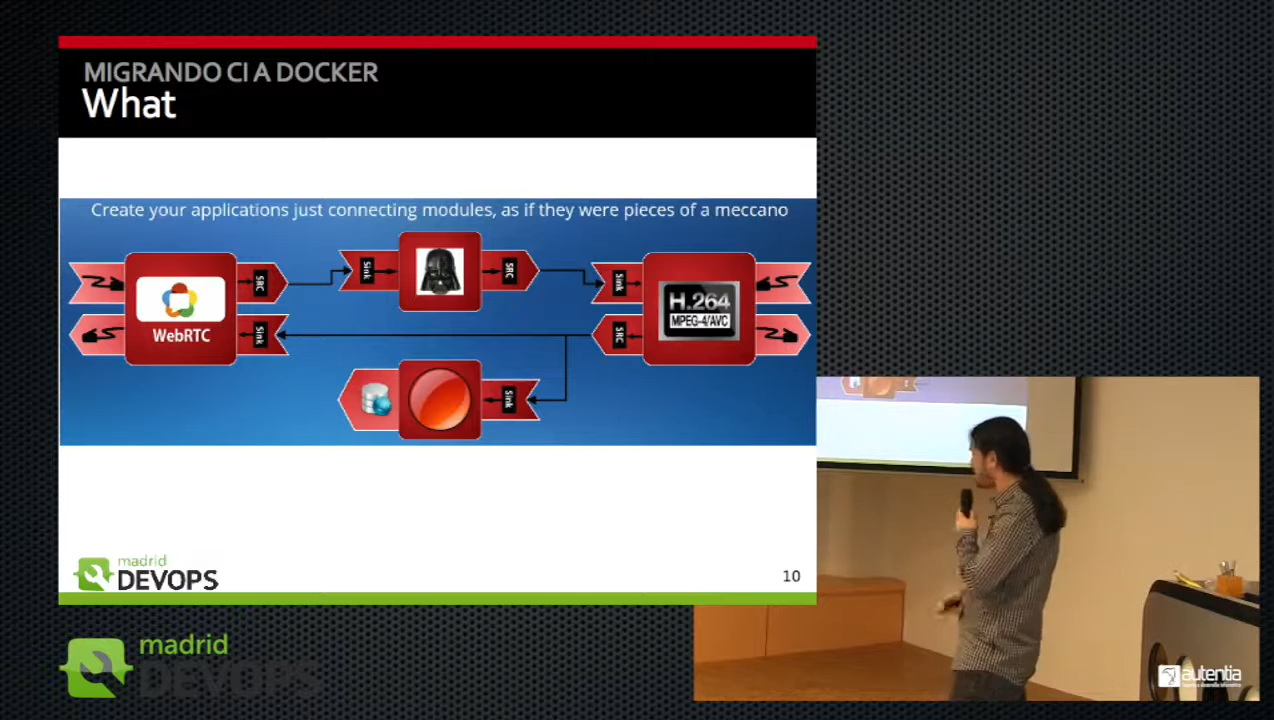 MIGRANDO CI A DOCKER
What
Create your applications just connecting modules, as if they were pieces of a meccano
WebRTC
SRC
Sink
Sink
SRC
Sink
SRC
H.264
MPEG-4/AVC
Sink
madrid
DEVOPS
10
madrid
DEVOPS
autentia